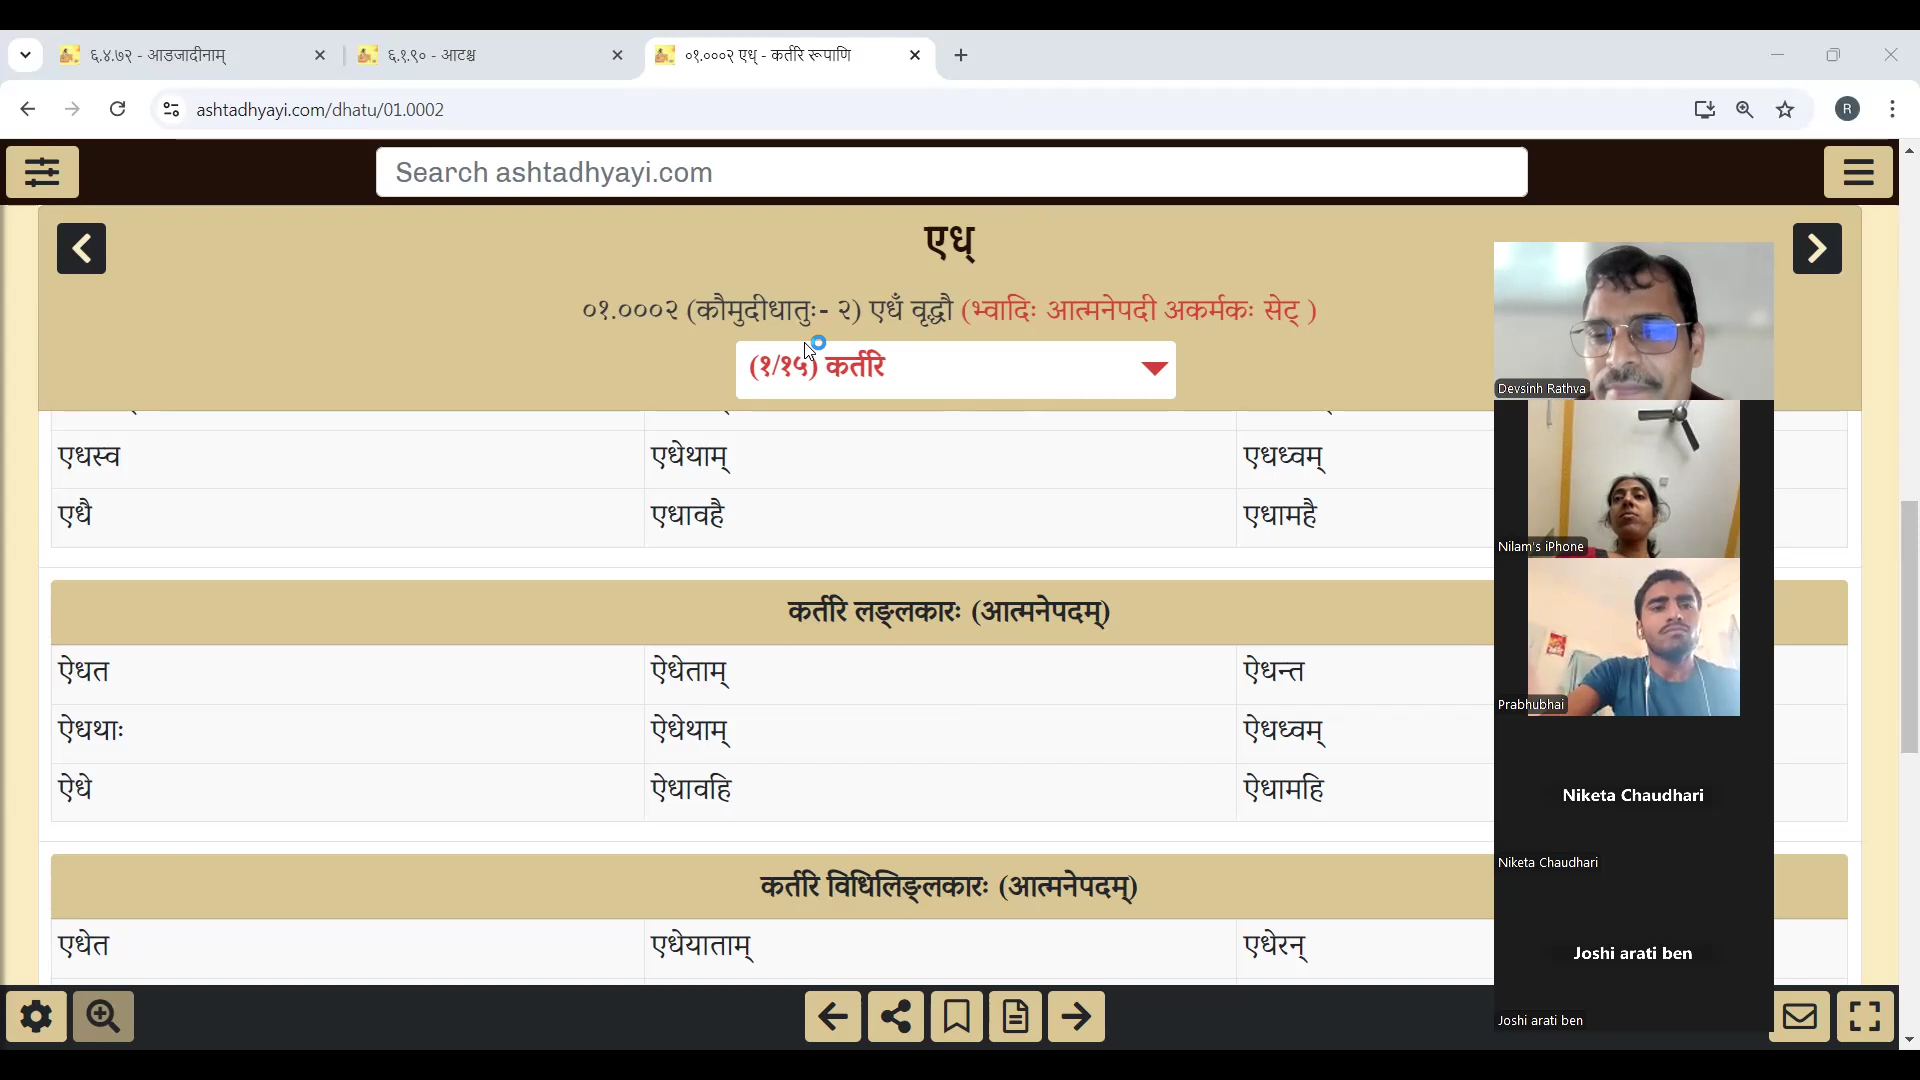 ६.४.७२ - आडजादीनाम्
६.१.९० - आटश्च
०१.०००२ एध् - कर्तरि रूपाणि
ashtadhyayi.com/dhatu/01.0002
R
Search ashtadhyayi.com
एध्
०१.०००२ (कौमुदीधातुः- २) एधँ वृद्धौ (भ्वादिः आत्मनेपदी अकर्मकः सेट् )
(१/१५) कर्तरि
एधस्व एधेथाम् एधध्वम्
एधै एधावहै एधामहै
कर्तरि लङ्लकारः (आत्मनेपदम्)
ऐधत ऐधेताम् ऐधन्त
ऐधथाः ऐधेथाम् ऐधध्वम्
ऐधे ऐधावहि ऐधामहि
कर्तरि विधिलिङ्लकारः (आत्मनेपदम्)
एधेत एधेयाताम् एधेरन्
Devsinh Rathva
Nilam's iPhone
Prabhubhai
Niketa Chaudhari
Niketa Chaudhari
Joshi arati ben
Joshi arati ben